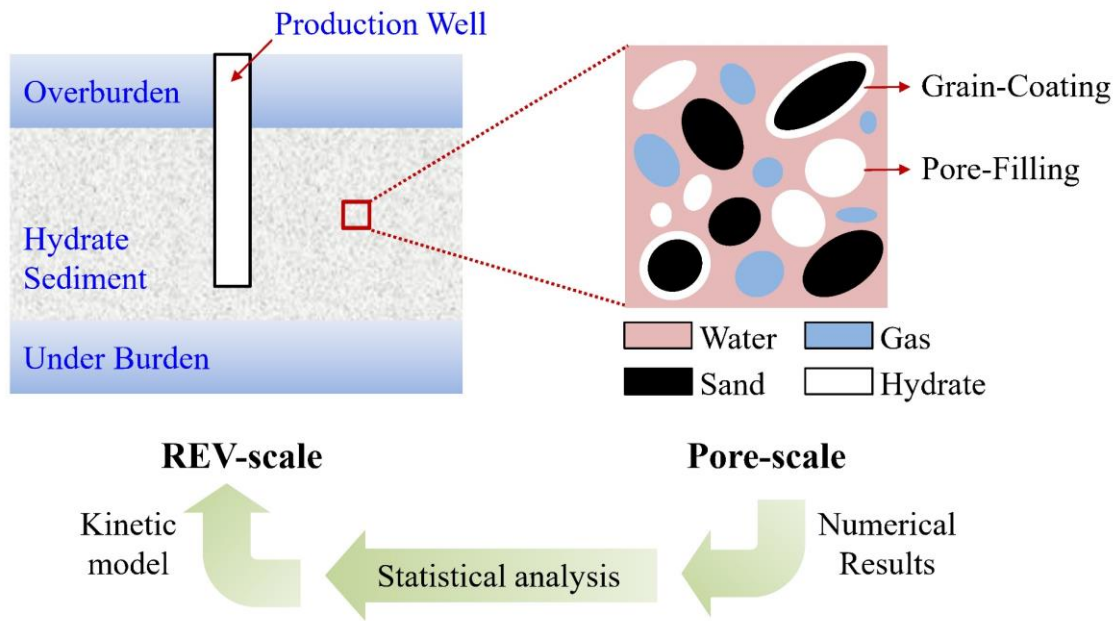 Production Well
Overburden
Hydrate
Sediment
Under Burden
Grain-Coating
Pore-Filling
Water
Gas
Sand
Hydrate
REV-scale
Pore-scale
Kinetic
model
Statistical analysis
Numerical
Results